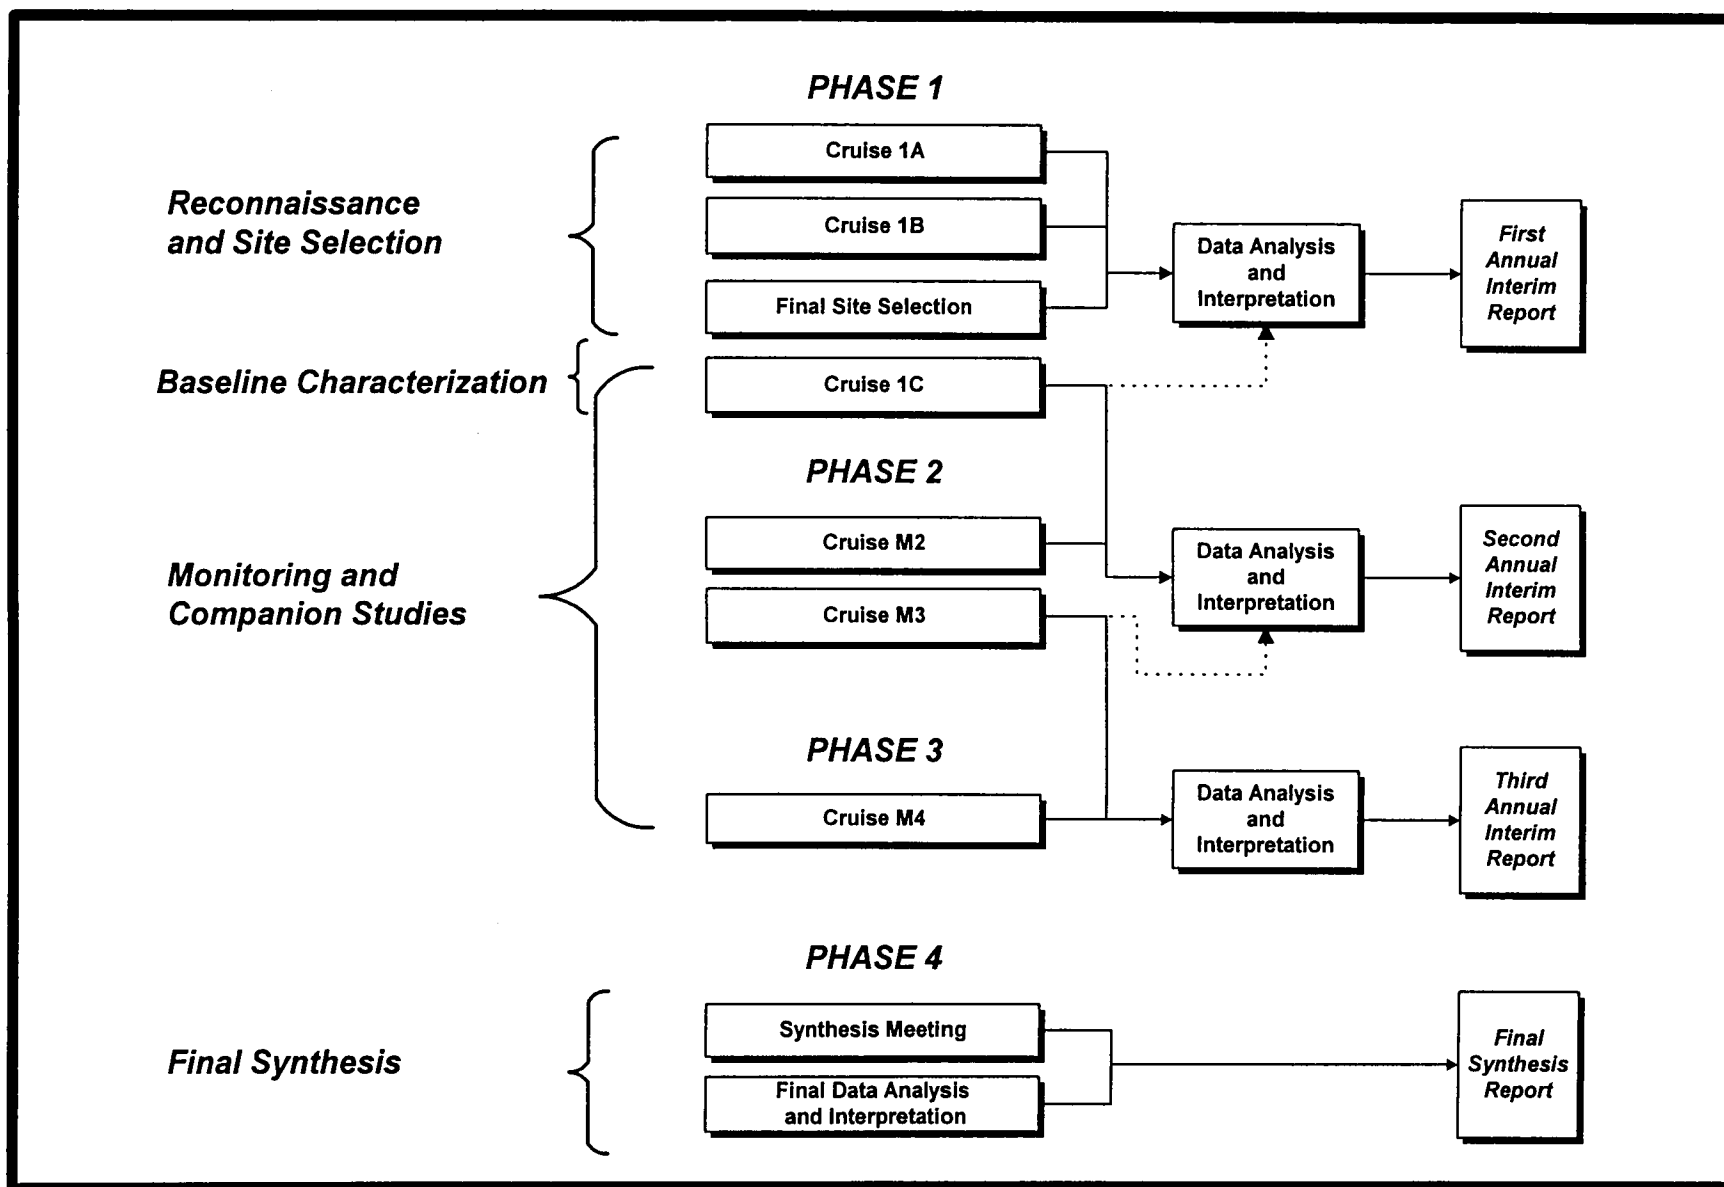 PHASE 1
Reconnaissance
and Site Selection
Cruise 1A
Cruise 1B
Final Site Selection
Data Analysis
and
Interpretation
First
Annual
Interim
Report
Baseline Characterization
Cruise 1C
PHASE 2
Monitoring and
Companion Studies
Cruise M2
Cruise M3
Data Analysis
and
Interpretation
Second
Annual
Interim
Report
PHASE 3
Cruise M4
Data Analysis
and
Interpretation
Third
Annual
Interim
Report
PHASE 4
Final Synthesis
Synthesis Meeting
Final Data Analysis
and Interpretation
Final
Synthesis
Report